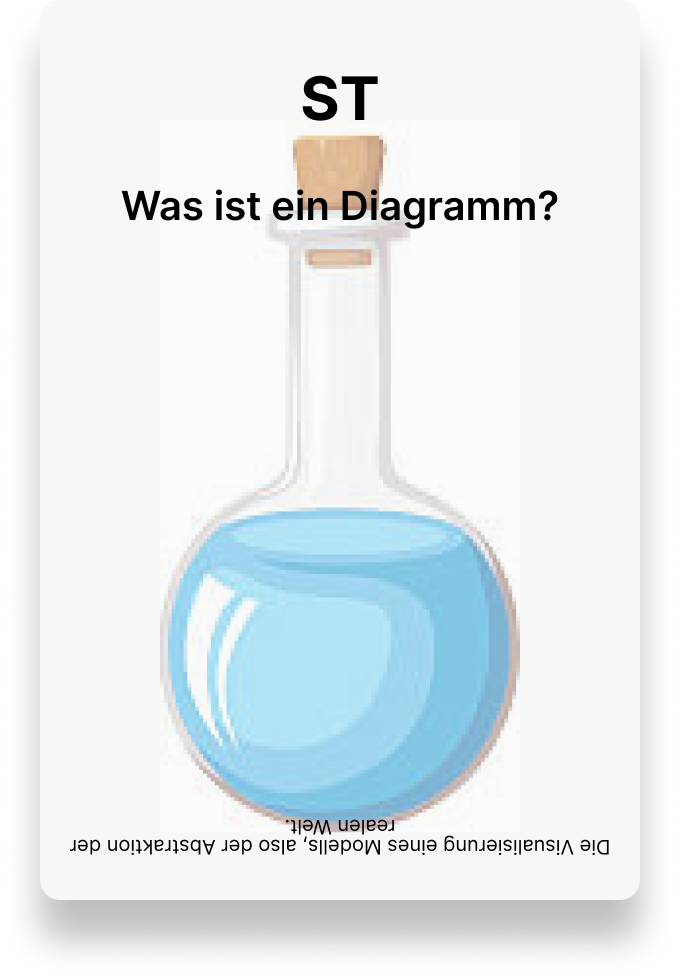 ST
Was ist ein Diagramm?
Die Visualisierung eines Modells, also der Abstraktion der
realen Welt.